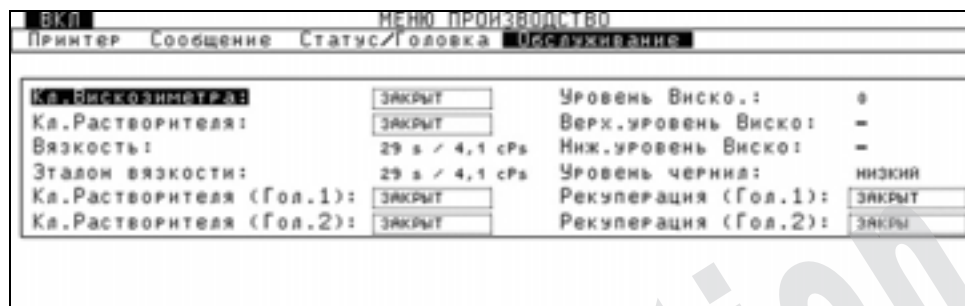 ВКЛ МЕНЮ ПРОИЗВОДСТВО
Принтер Сообщение Статус/Головка Обслуживание
Кл.Вискозиметра: ЗАКРЫТ Уровень Виско.: 0
Кл.Растворителя: ЗАКРЫТ Верх.уровень Виско: –
Вязкость: 29 s / 4,1 cPs Ниж.уровень Виско: –
Эталон вязкости: 29 s / 4,1 cPs Уровень чернил: НИЗКИЙ
Кл.Растворителя (Гол.1): ЗАКРЫТ Рекуперация (Гол.1): ЗАКРЫТ
Кл.Растворителя (Гол.2): ЗАКРЫТ Рекуперация (Гол.2): ЗАКРЫ